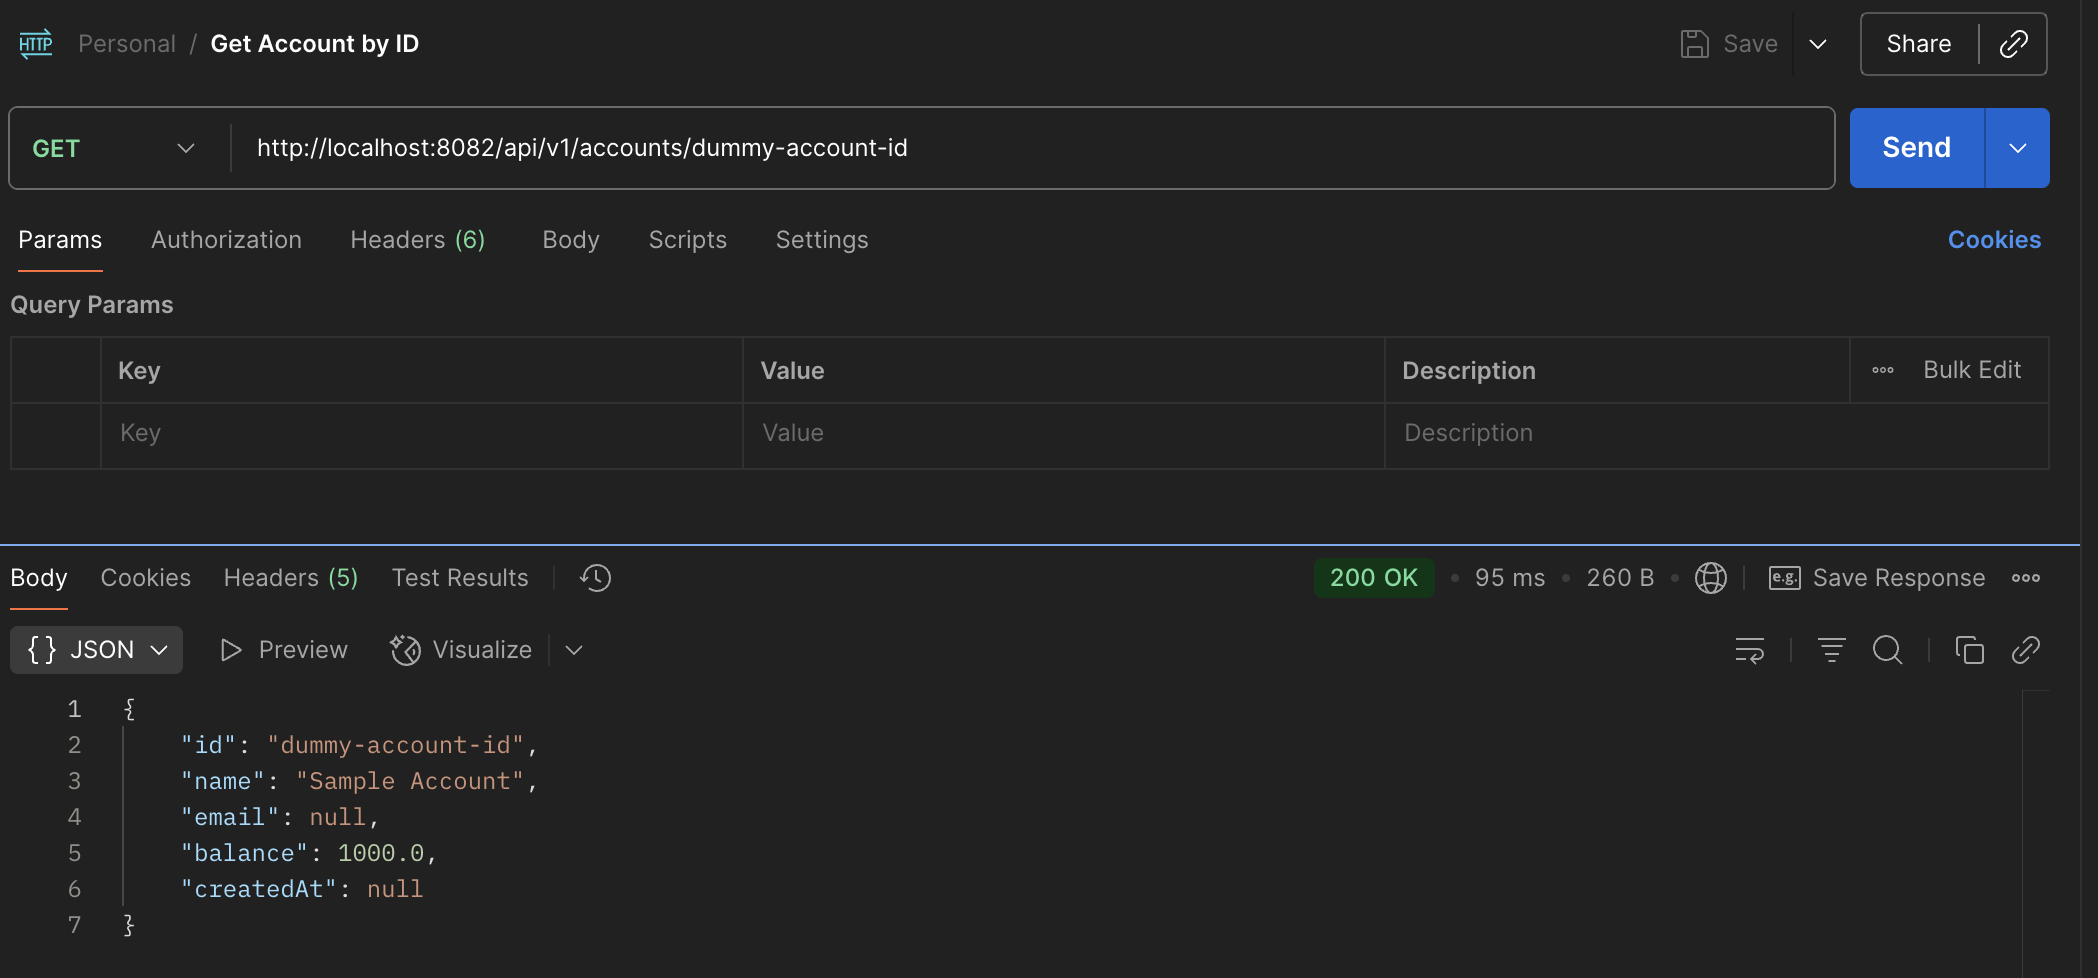 HTTP Personal / Get Account by ID Save Share
GET http://localhost:8082/api/v1/accounts/dummy-account-id Send
Params Authorization Headers (6) Body Scripts Settings Cookies
Query Params
Key Value Description Bulk Edit
Key Value Description
Body Cookies Headers (5) Test Results 200 OK • 95 ms • 260 B • e.g. Save Response
{} JSON Preview Visualize
1 {
2 "id": "dummy-account-id",
3 "name": "Sample Account",
4 "email": null,
5 "balance": 1000.0,
6 "createdAt": null
7 }